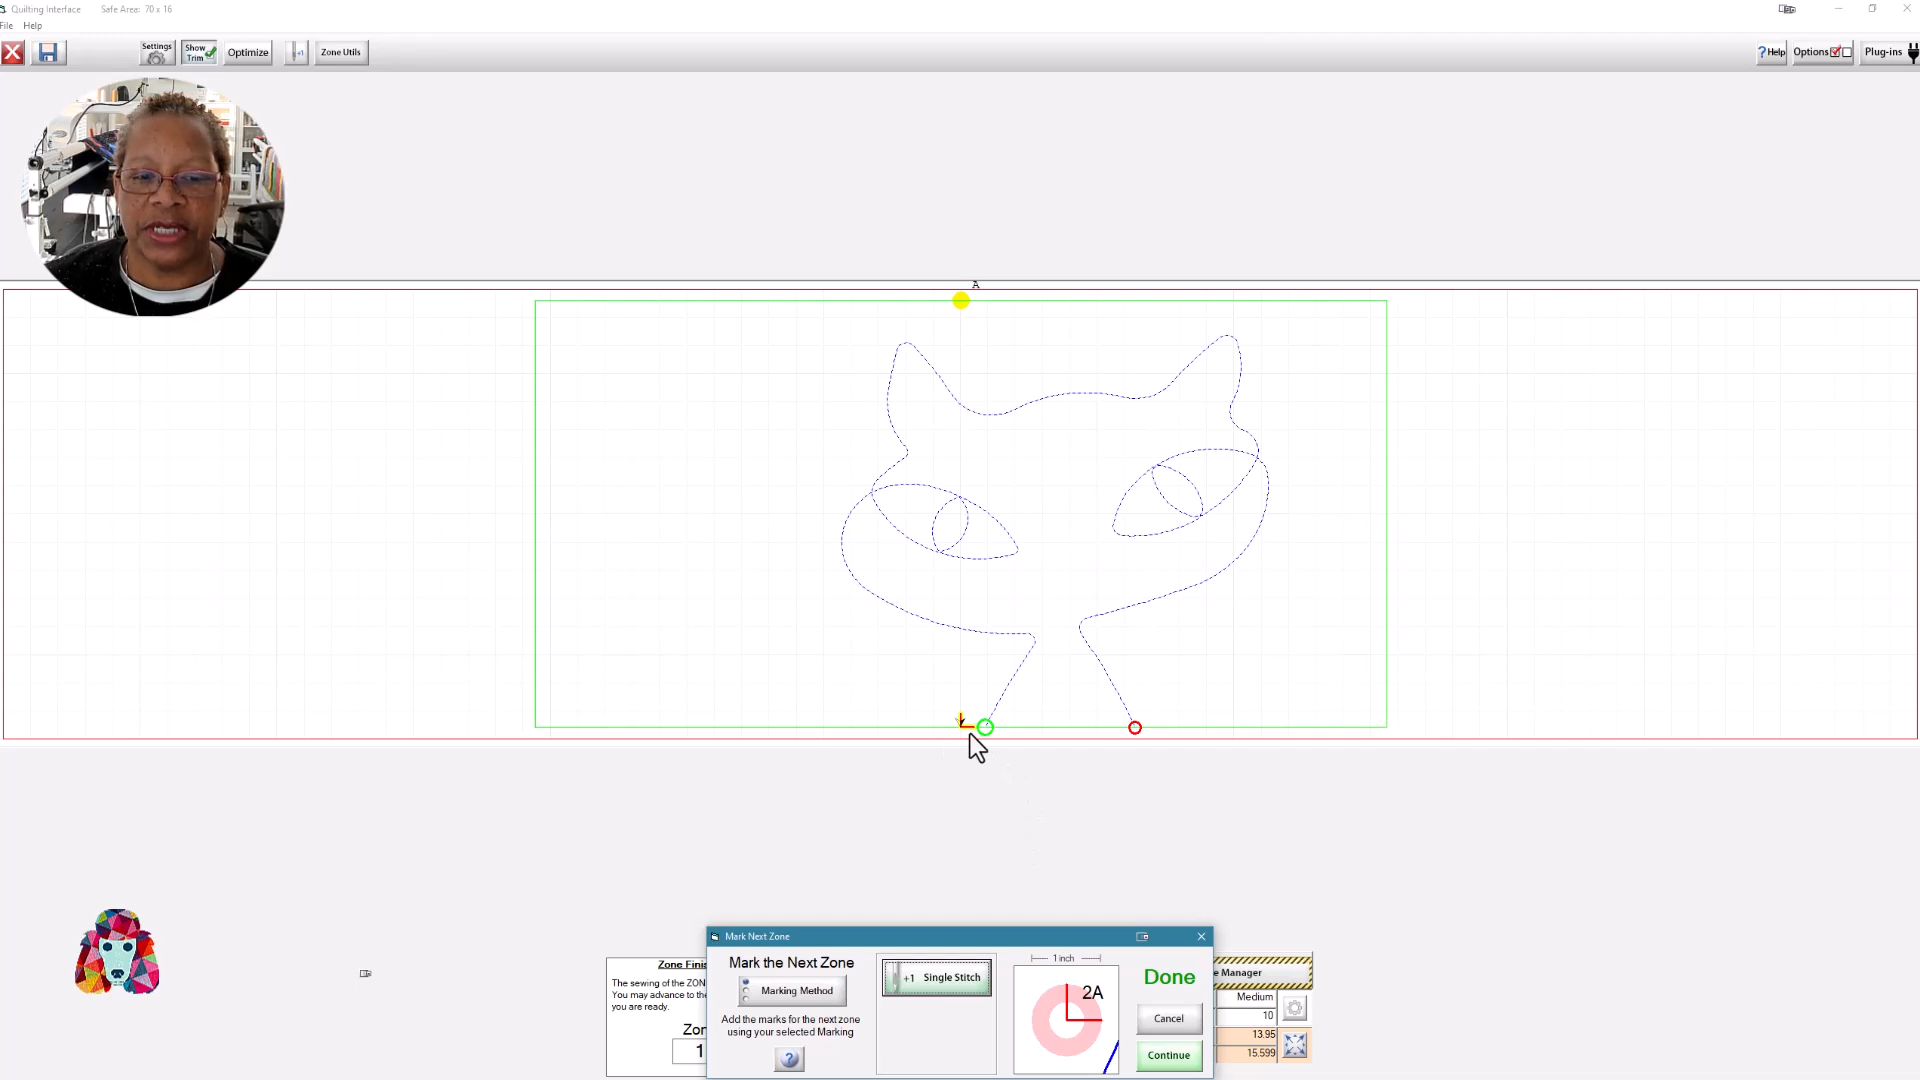 Quilting Interface Safe Area: 70 x 16
File Help
Settings
Show
Trim
Optimize
+1
Zone Utils
?Help
Options
Plug-ins
A
Mark Next Zone
Mark the Next Zone
Marking Method
Add the marks for the next zone
using your selected Marking
?
+1 Single Stitch
1 inch
2A
Done
Cancel
Continue
Zone Fini
The sewing of the ZON
You may advance to the
you are ready.
Zor
1
e Manager
Medium
10
13.95
15.599